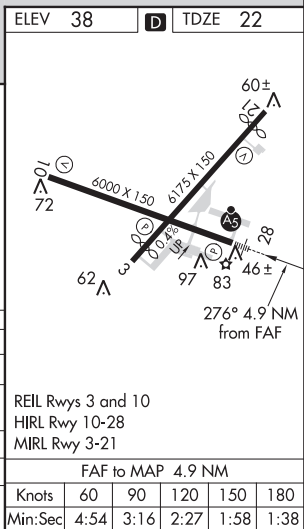 ELEV 38 D TDZE 22
60±
21
V
V
10
72
6000 X 150
6175 X 150
P
0.4%
UP
A5
P
28
3
62
97
83
46±
276° 4.9 NM
from FAF
REIL Rwys 3 and 10
HIRL Rwy 10-28
MIRL Rwy 3-21
FAF to MAP 4.9 NM
Knots 60 90 120 150 180
Min:Sec 4:54 3:16 2:27 1:58 1:38